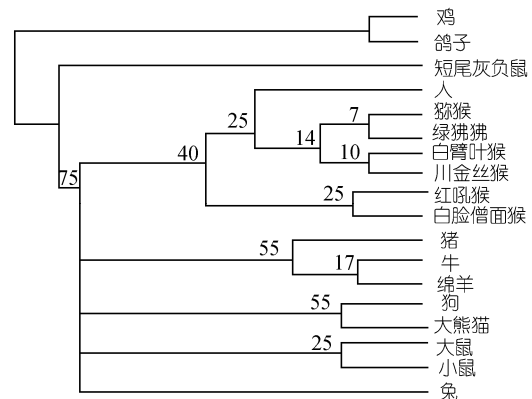 鸡
鸽子
短尾灰负鼠
人
猕猴
绿狒狒
白臂叶猴
川金丝猴
红吼猴
白脸僧面猴
猪
牛
绵羊
狗
大熊猫
大鼠
小鼠
兔
75
40
25
14
7
10
25
55
17
55
25